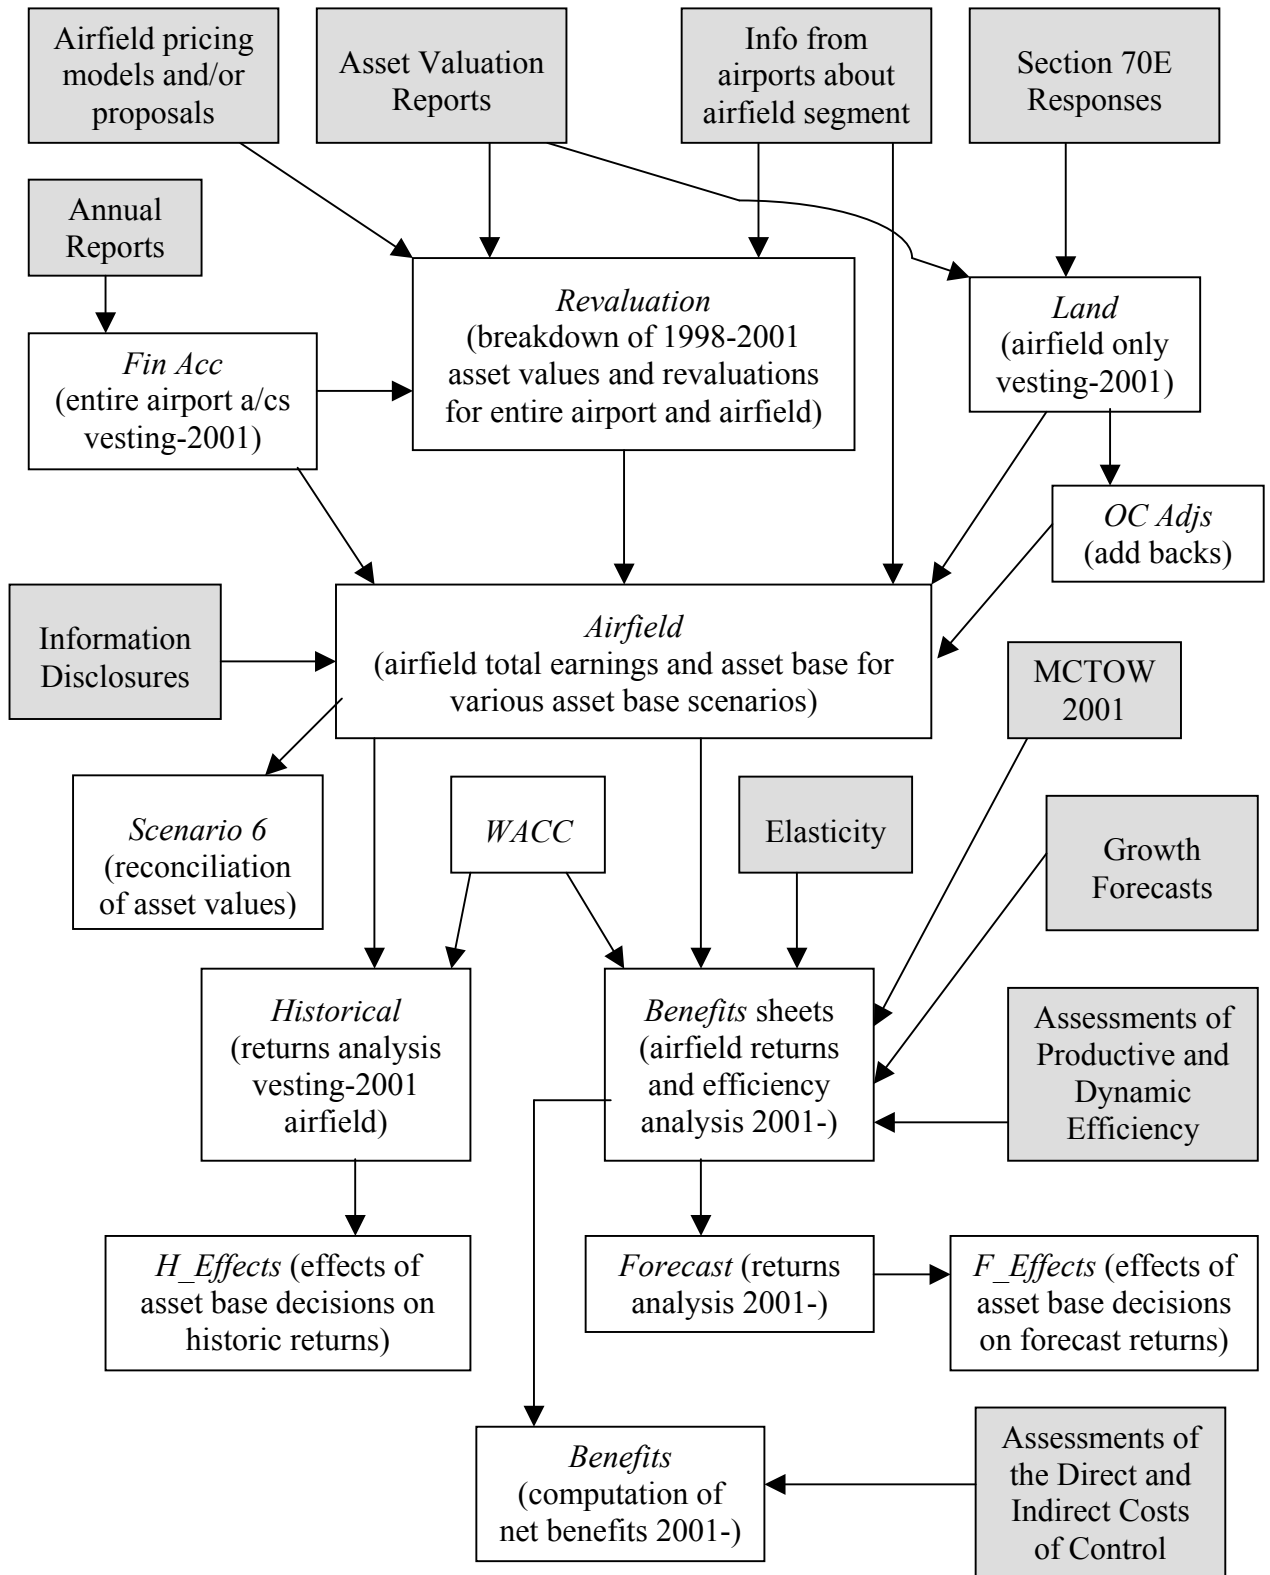 Airfield pricing
models and/or
proposals
Asset Valuation
Reports
Info from
airports about
airfield segment
Section 70E
Responses
Annual
Reports
Fin Acc
(entire airport a/cs
vesting-2001)
Revaluation
(breakdown of 1998-2001
asset values and revaluations
for entire airport and airfield)
Land
(airfield only
vesting-2001)
OC Adjs
(add backs)
Information
Disclosures
Airfield
(airfield total earnings and asset base for
various asset base scenarios)
MCTOW
2001
Scenario 6
(reconciliation
of asset values)
WACC
Elasticity
Growth
Forecasts
Historical
(returns analysis
vesting-2001
airfield)
Benefits sheets
(airfield returns
and efficiency
analysis 2001-)
Assessments of
Productive and
Dynamic
Efficiency
H_Effects (effects of
asset base decisions on
historic returns)
Forecast (returns
analysis 2001-)
F_Effects (effects of
asset base decisions
on forecast returns)
Benefits
(computation of
net benefits 2001-)
Assessments of
the Direct and
Indirect Costs
of Control